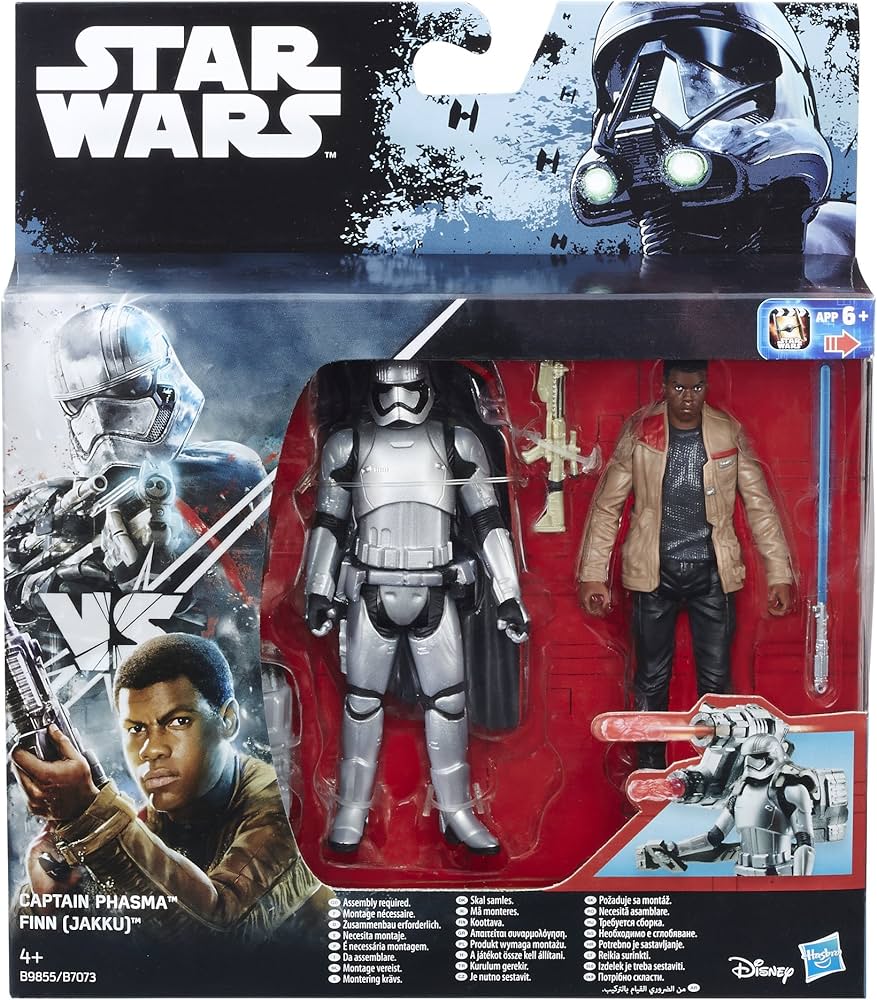 STAR
WARS™
APP 6+
STAR
WARS
VS
CAPTAIN PHASMA™
FINN (JAKKU)™
4+
B9855/B7073
Assembly required.
Montage nécessaire.
Zusammenbau erforderlich.
Necesita montaje.
É necessária montagem.
Da assemblare.
Montage vereist.
Montering krävs.
Skal samles.
Må monteres.
Koottava.
Απαιτείται συναρμολόγηση.
Produkt wymaga montażu.
A játékot össze kell állítani.
Kurulum gerekir.
Je nutno sestavit.
Požaduje sa montáž.
Necesită asamblare.
Требуется сборка.
Необходимо е сглобяване.
Potrebno je sastavljanje.
Reikia surinkti.
Izdelek je treba sestaviti.
Потрібно скласти.
من الضروري القيام بالتركيب.
Disney
Hasbro